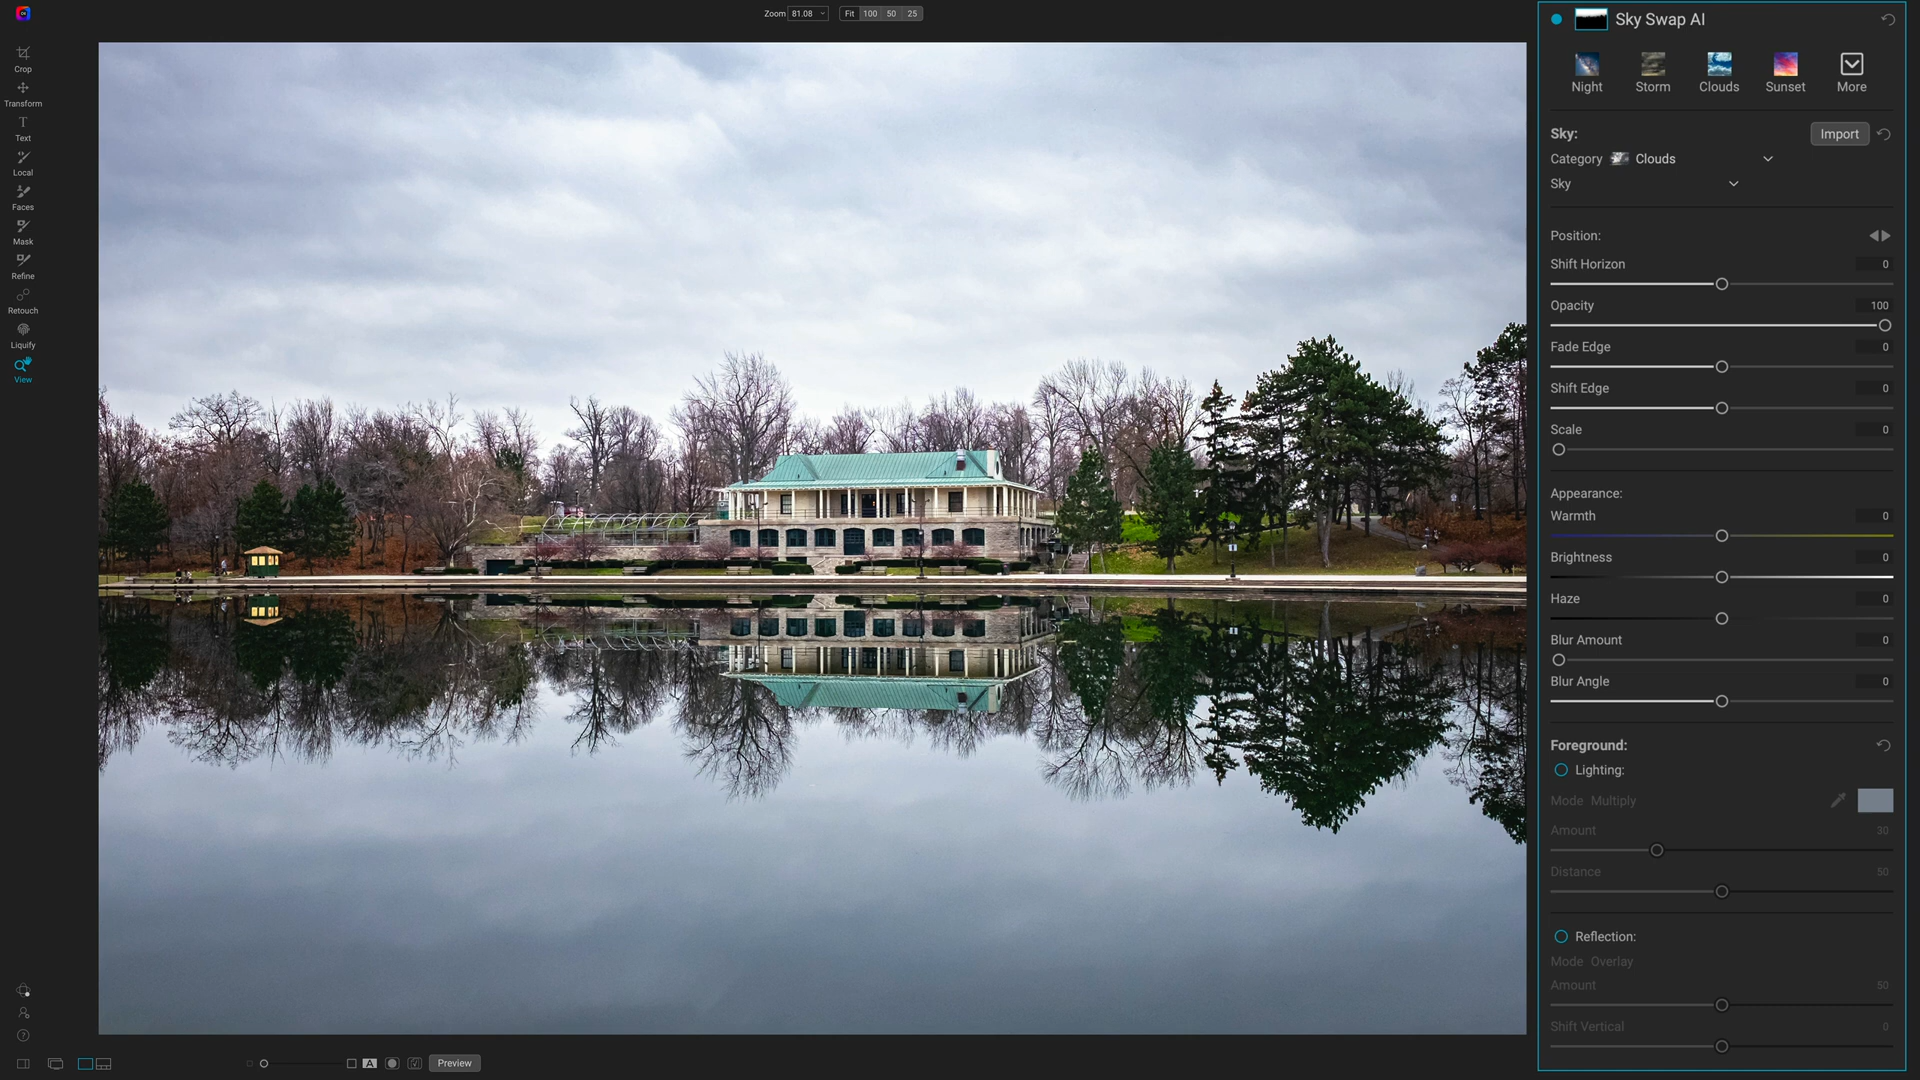 Zoom 81.08 Fit 100 50 25
Crop
Transform
T
Text
Local
Faces
Mask
Refine
Retouch
Liquify
View
A Preview
Sky Swap AI
Night Storm Clouds Sunset More
Sky: Import
Category Clouds
Sky
Position:
Shift Horizon 0
Opacity 100
Fade Edge 0
Shift Edge 0
Scale 0
Appearance:
Warmth 0
Brightness 0
Haze 0
Blur Amount 0
Blur Angle 0
Foreground:
Lighting:
Mode Multiply
Amount 30
Distance 50
Reflection:
Mode Overlay
Amount 50
Shift Vertical 0